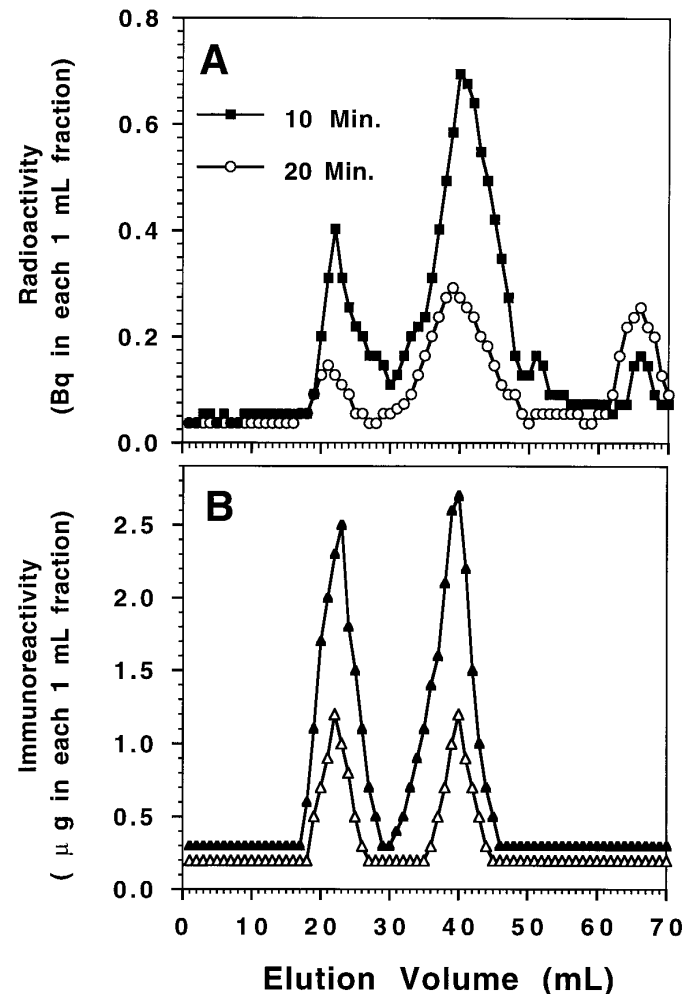 A
10 Min.
20 Min.
Radioactivity
(Bq in each 1 mL fraction)
0.8
0.6
0.4
0.2
0.0
B
Immunoreactivity
( μ g in each 1 mL fraction)
2.5
2.0
1.5
1.0
0.5
0.0
0 10 20 30 40 50 60 70
Elution Volume (mL)